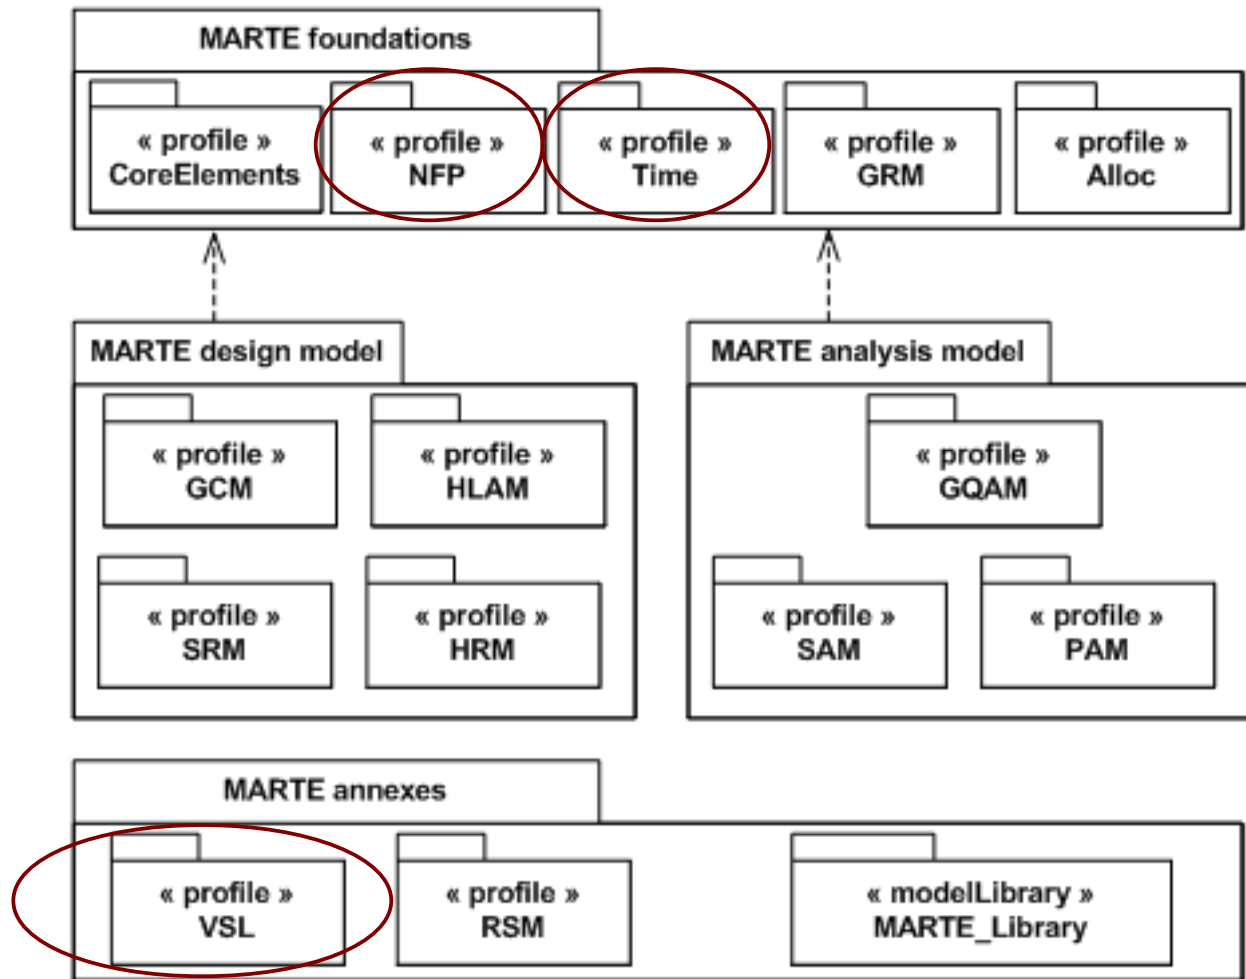 MARTE foundations
« profile »
CoreElements
« profile »
NFP
« profile »
Time
« profile »
GRM
« profile »
Alloc
MARTE design model
« profile »
GCM
« profile »
HLAM
« profile »
SRM
« profile »
HRM
MARTE analysis model
« profile »
GQAM
« profile »
SAM
« profile »
PAM
MARTE annexes
« profile »
VSL
« profile »
RSM
« modelLibrary »
MARTE_Library